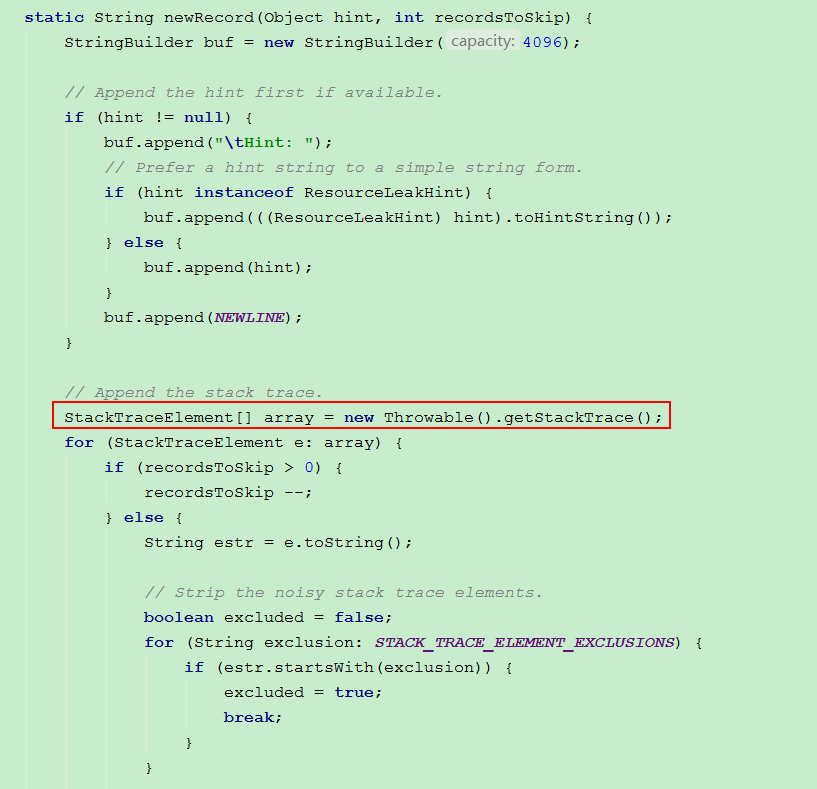 static String newRecord(Object hint, int recordsToSkip) {
    StringBuilder buf = new StringBuilder( capacity: 4096);

    // Append the hint first if available.
    if (hint != null) {
        buf.append("\tHint: ");
        // Prefer a hint string to a simple string form.
        if (hint instanceof ResourceLeakHint) {
            buf.append(((ResourceLeakHint) hint).toHintString());
        } else {
            buf.append(hint);
        }
        buf.append(NEWLINE);
    }

    // Append the stack trace.
    StackTraceElement[] array = new Throwable().getStackTrace();
    for (StackTraceElement e: array) {
        if (recordsToSkip > 0) {
            recordsToSkip --;
        } else {
            String estr = e.toString();

            // Strip the noisy stack trace elements.
            boolean excluded = false;
            for (String exclusion: STACK_TRACE_ELEMENT_EXCLUSIONS) {
                if (estr.startsWith(exclusion)) {
                    excluded = true;
                    break;
                }
            }